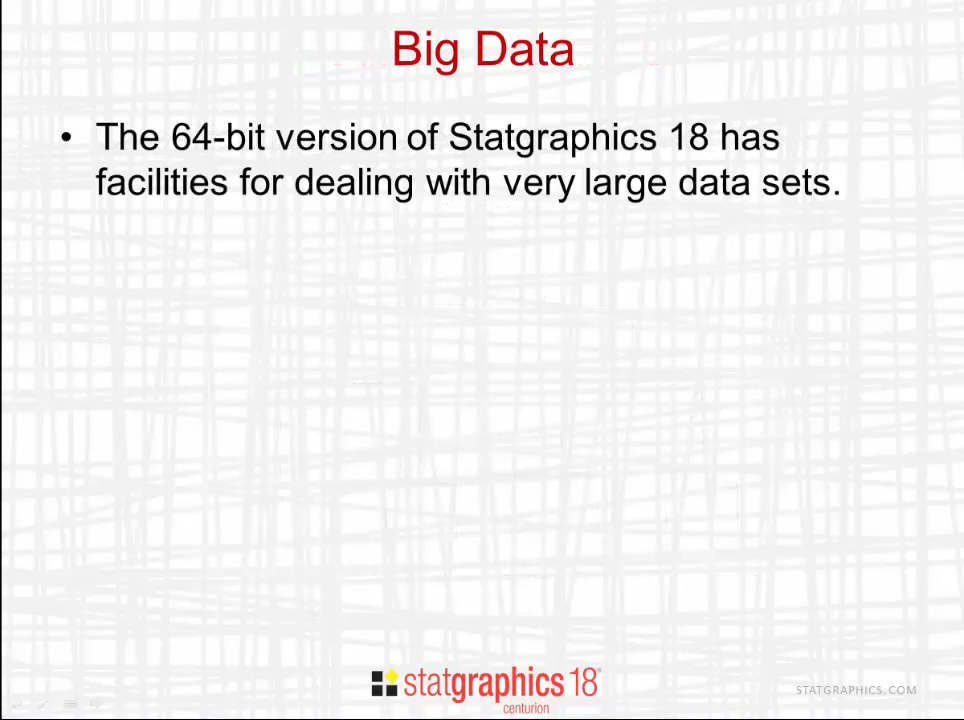 Big Data
• The 64-bit version of Statgraphics 18 has
facilities for dealing with very large data sets.
statgraphics 18®
centurion
STATGRAPHICS.COM